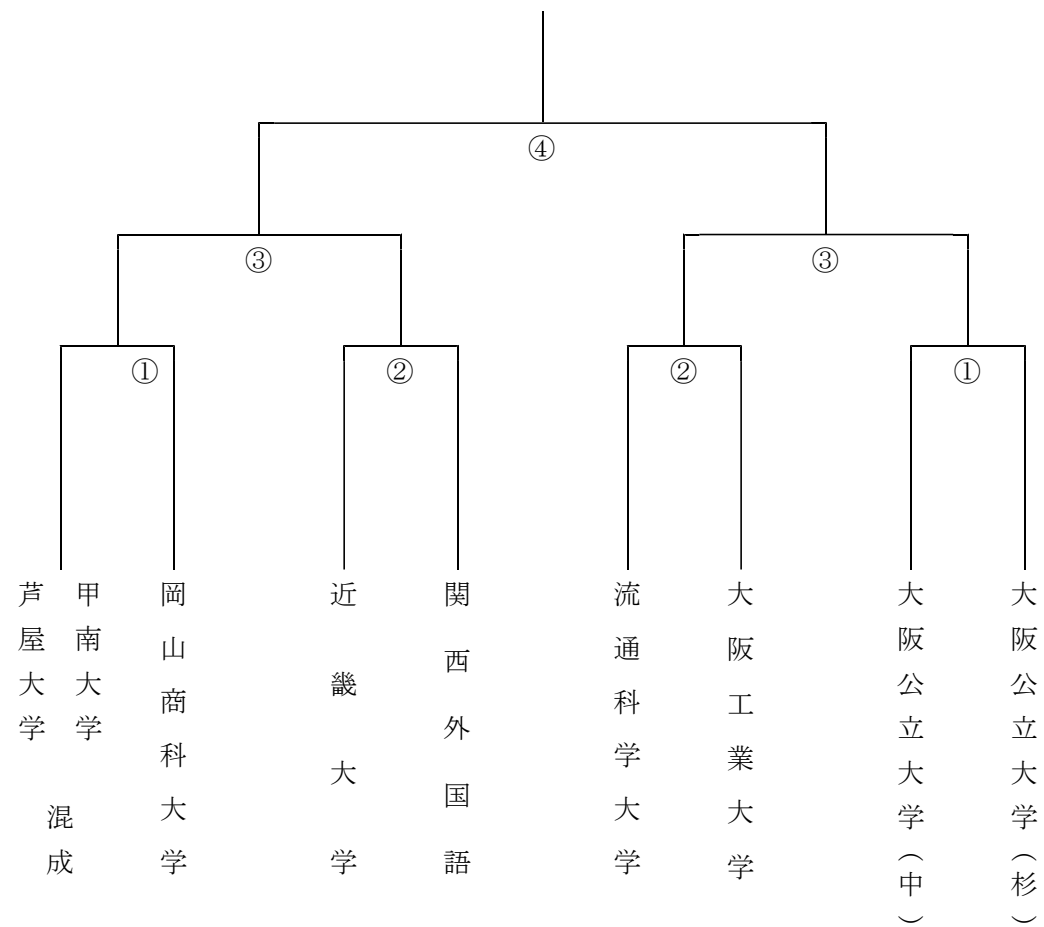 ④
③
③
①
②
②
①
甲南大学
芦屋大学
混成
岡山商科大学
近畿大学
関西外国語
流通科学大学
大阪工業大学
大阪公立大学（中）
大阪公立大学（杉）